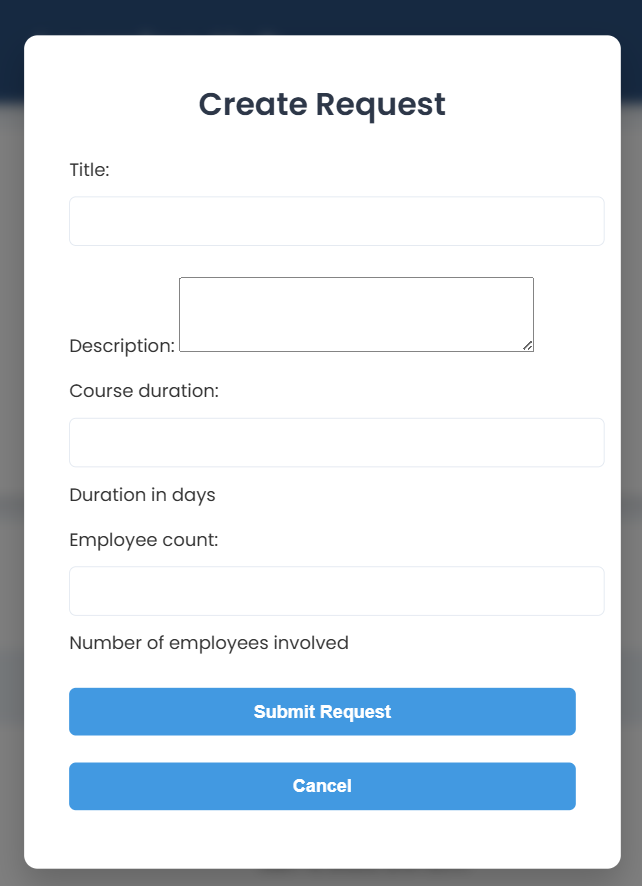 Create Request
Title:
Description:
Course duration:
Duration in days
Employee count:
Number of employees involved
Submit Request
Cancel